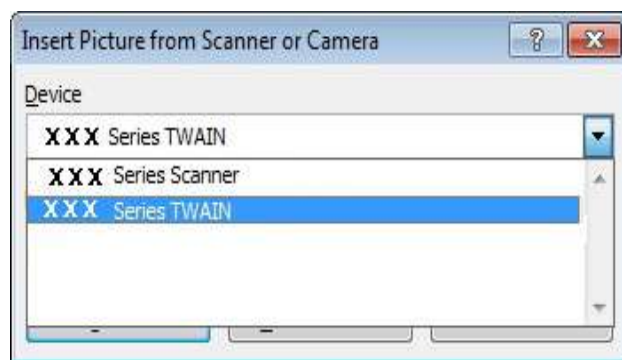 Insert Picture from Scanner or Camera
Device
XXX Series TWAIN
XXX Series Scanner
XXX Series TWAIN